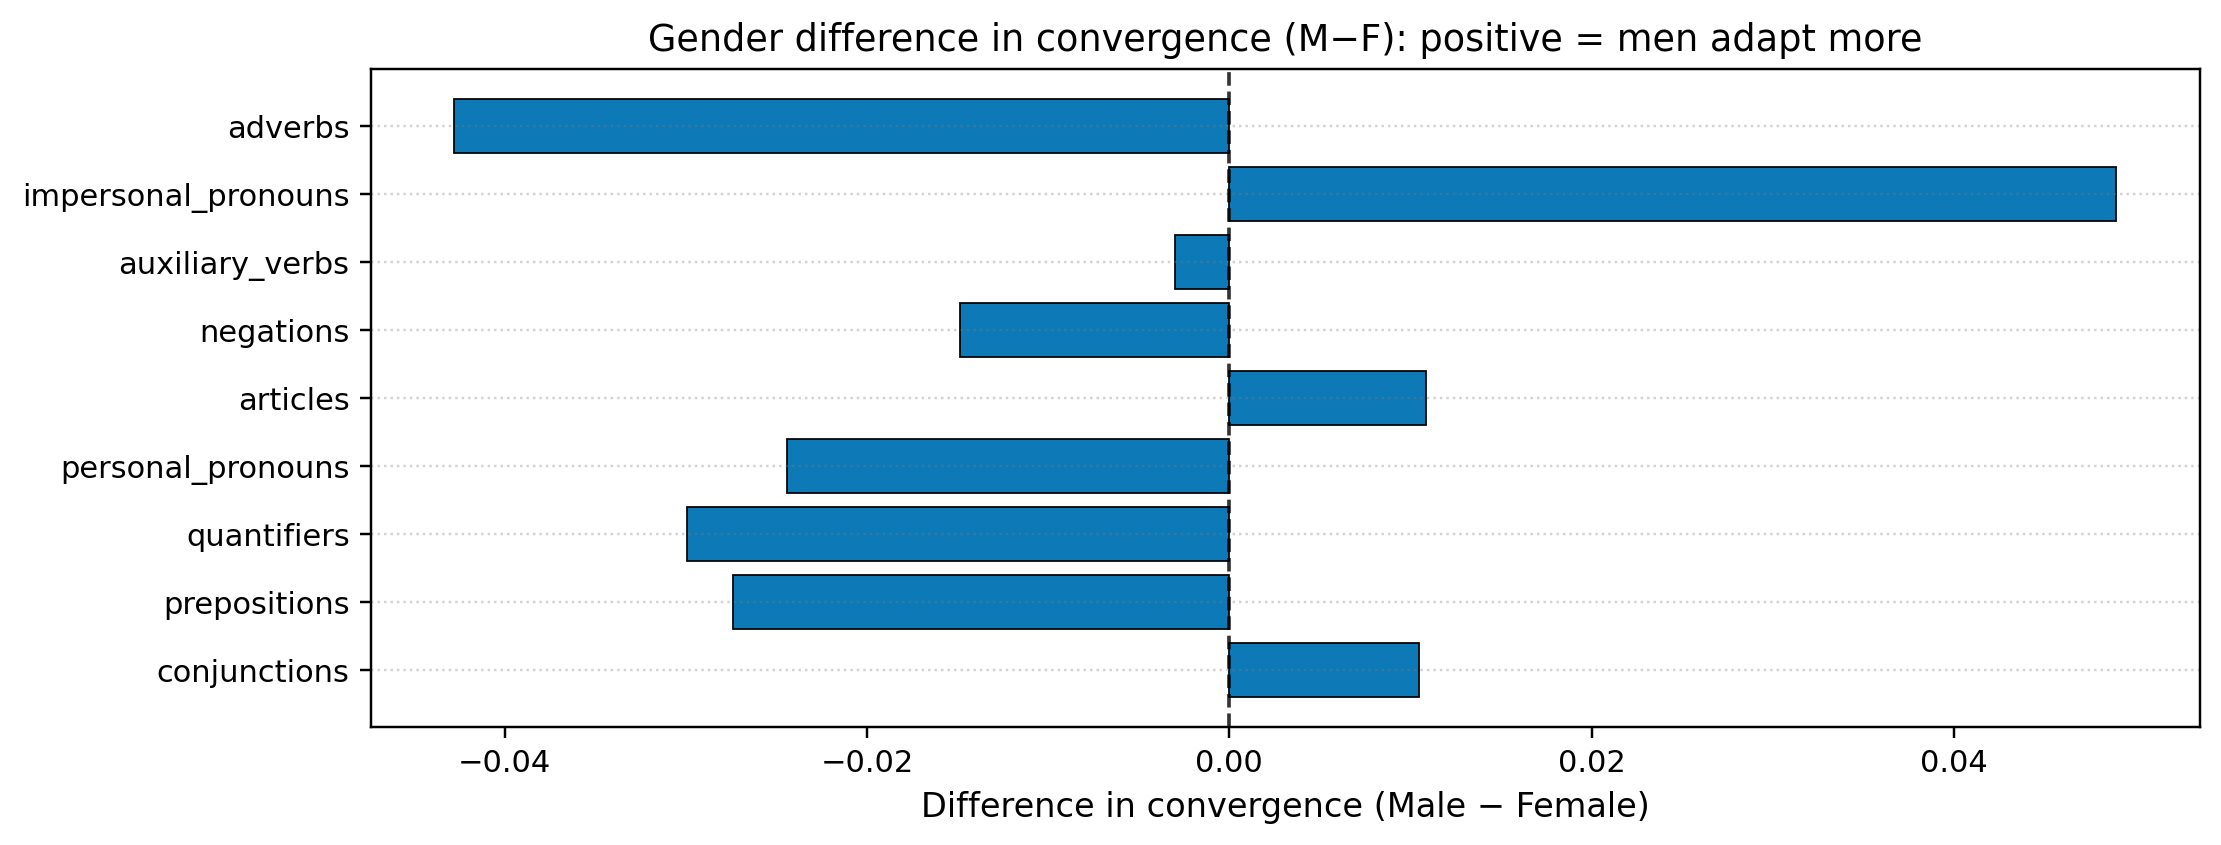 Gender difference in convergence (M−F): positive = men adapt more
adverbs
impersonal_pronouns
auxiliary_verbs
negations
articles
personal_pronouns
quantifiers
prepositions
conjunctions
−0.04 −0.02 0.00 0.02 0.04
Difference in convergence (Male − Female)